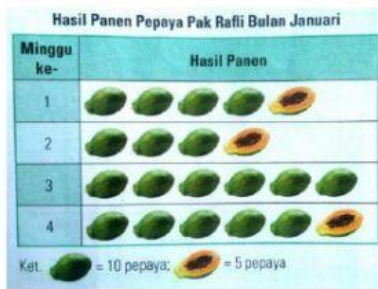 Hasil Panen Pepaya Pak Rafli Bulan Januari
Minggu ke-
Hasil Panen
1
2
3
4
Ket. = 10 pepaya; = 5 pepaya